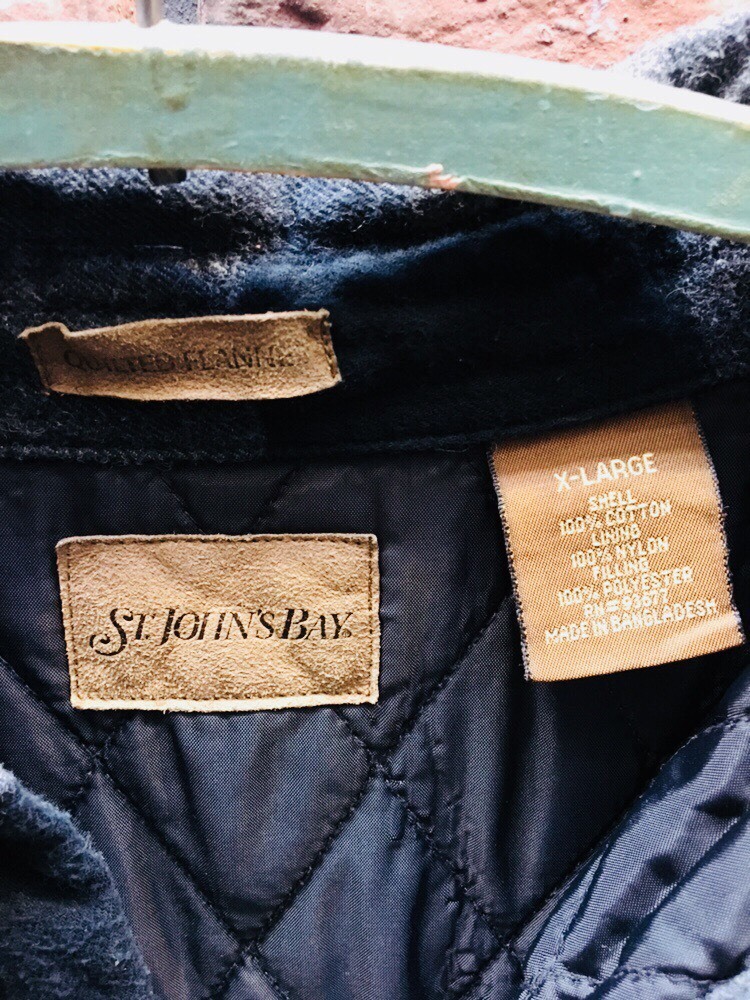 QUILTED FLANNEL
ST. JOHN'S BAY®
X-LARGE
SHELL
100% COTTON
LINING
100% NYLON
FILLING
100% POLYESTER
RN# 93677
MADE IN BANGLADESH